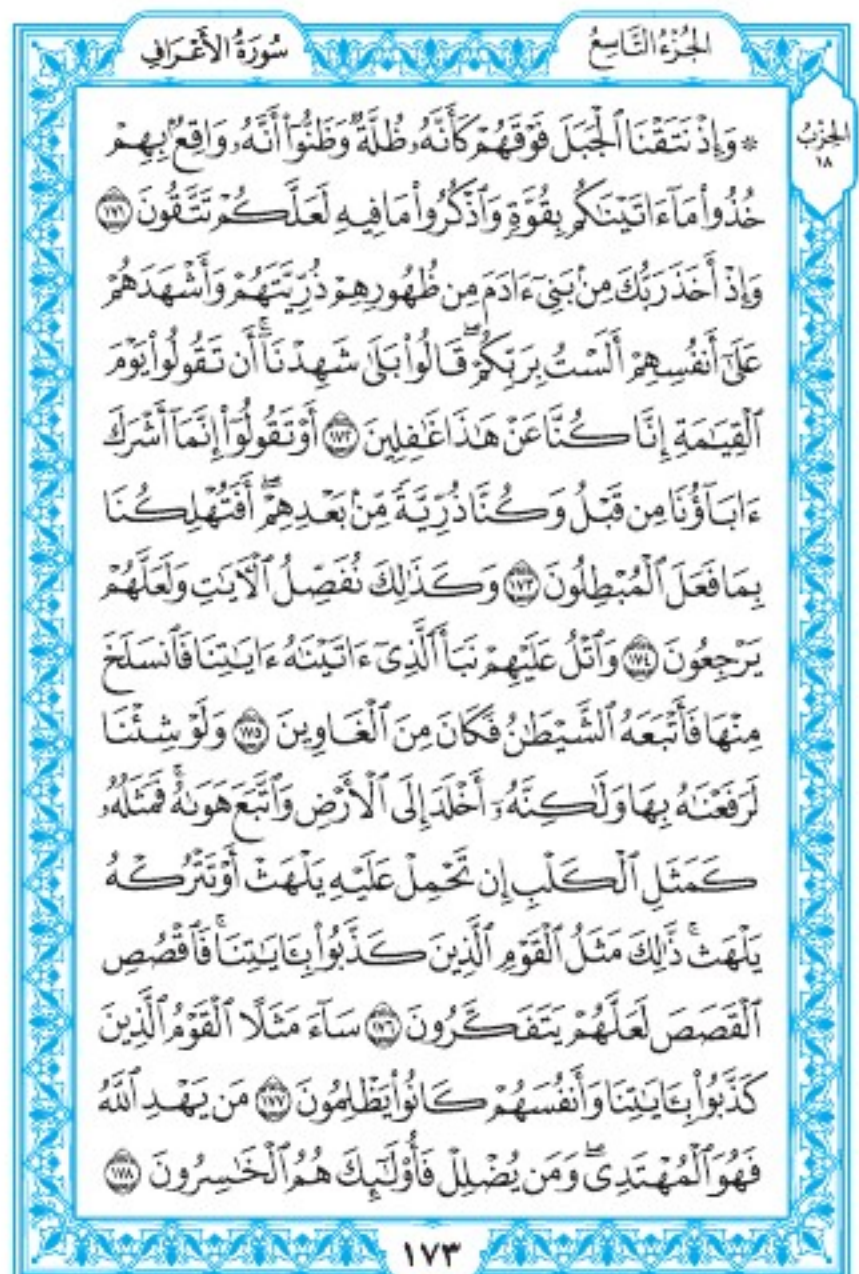 الجُزْءُ التَّاسِعُ
سُورَةُ الأَعْرَافِ
الحِزْبُ
١٨
* وَإِذْ نَتَقْنَا ٱلْجَبَلَ فَوْقَهُمْ كَأَنَّهُۥ ظُلَّةٌ وَظَنُّوٓا۟ أَنَّهُۥ وَاقِعٌۢ بِهِمْ
خُذُوا۟ مَآ ءَاتَيْنَٰكُم بِقُوَّةٍ وَٱذْكُرُوا۟ مَا فِيهِ لَعَلَّكُمْ تَتَّقُونَ ١٧١
وَإِذْ أَخَذَ رَبُّكَ مِنۢ بَنِىٓ ءَادَمَ مِن ظُهُورِهِمْ ذُرِّيَّتَهُمْ وَأَشْهَدَهُمْ
عَلَىٰٓ أَنفُسِهِمْ أَلَسْتُ بِرَبِّكُمْ ۖ قَالُوا۟ بَلَىٰ شَهِدْنَآ ۛ أَن تَقُولُوا۟ يَوْمَ
ٱلْقِيَٰمَةِ إِنَّا كُنَّا عَنْ هَٰذَا غَٰفِلِينَ ١٧٢ أَوْ تَقُولُوٓا۟ إِنَّمَآ أَشْرَكَ
ءَابَآؤُنَا مِن قَبْلُ وَكُنَّا ذُرِّيَّةً مِّنۢ بَعْدِهِمْ ۖ أَفَتُهْلِكُنَا
بِمَا فَعَلَ ٱلْمُبْطِلُونَ ١٧٣ وَكَذَٰلِكَ نُفَصِّلُ ٱلْءَايَٰتِ وَلَعَلَّهُمْ
يَرْجِعُونَ ١٧٤ وَٱتْلُ عَلَيْهِمْ نَبَأَ ٱلَّذِىٓ ءَاتَيْنَٰهُ ءَايَٰتِنَا فَٱنسَلَخَ
مِنْهَا فَأَتْبَعَهُ ٱلشَّيْطَٰنُ فَكَانَ مِنَ ٱلْغَاوِينَ ١٧٥ وَلَوْ شِئْنَا
لَرَفَعْنَٰهُ بِهَا وَلَٰكِنَّهُۥٓ أَخْلَدَ إِلَى ٱلْأَرْضِ وَٱتَّبَعَ هَوَىٰهُ ۚ فَمَثَلُهُۥ
كَمَثَلِ ٱلْكَلْبِ إِن تَحْمِلْ عَلَيْهِ يَلْهَثْ أَوْ تَتْرُكْهُ
يَلْهَث ۚ ذَّٰلِكَ مَثَلُ ٱلْقَوْمِ ٱلَّذِينَ كَذَّبُوا۟ بِـَٔايَٰتِنَا ۚ فَٱقْصُصِ
ٱلْقَصَصَ لَعَلَّهُمْ يَتَفَكَّرُونَ ١٧٦ سَآءَ مَثَلًا ٱلْقَوْمُ ٱلَّذِينَ
كَذَّبُوا۟ بِـَٔايَٰتِنَا وَأَنفُسَهُمْ كَانُوا۟ يَظْلِمُونَ ١٧٧ مَن يَهْدِ ٱللَّهُ
فَهُوَ ٱلْمُهْتَدِى ۖ وَمَن يُضْلِلْ فَأُو۟لَٰٓئِكَ هُمُ ٱلْخَٰسِرُونَ ١٧٨
١٧٣